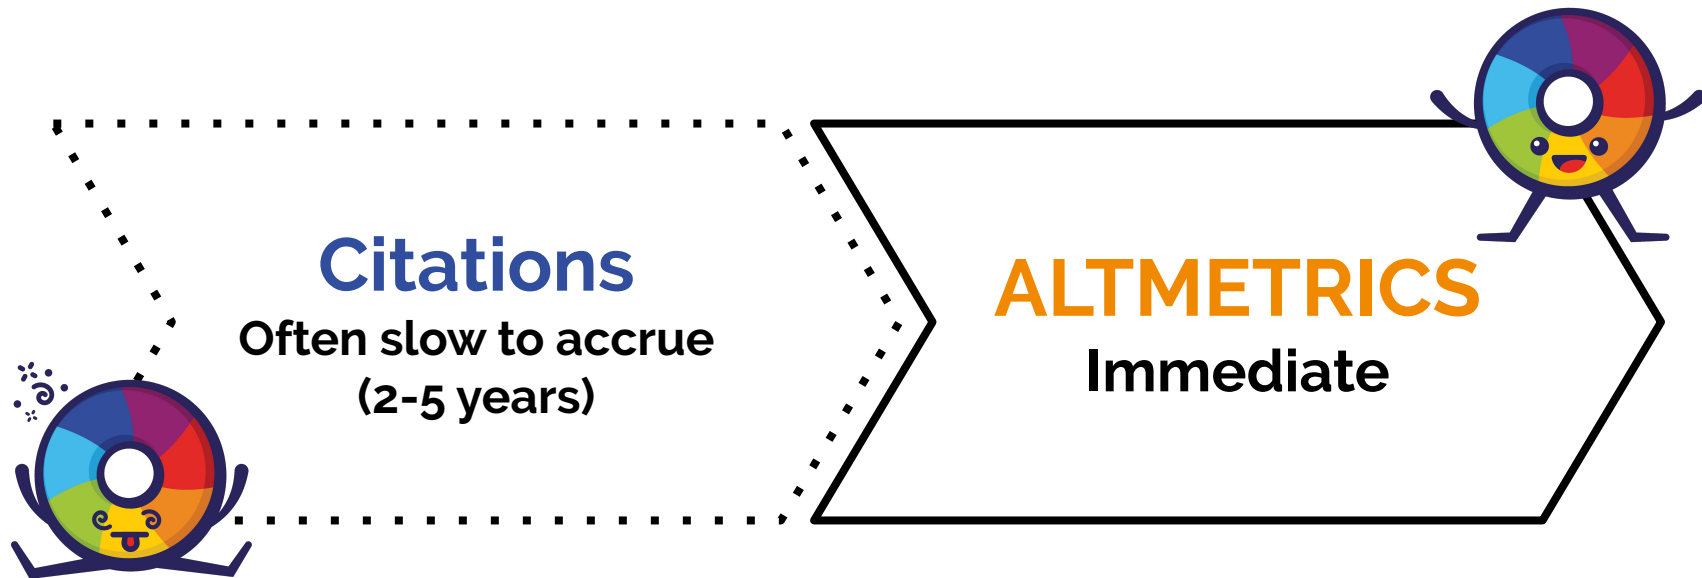 Citations
Often slow to accrue
(2-5 years)
ALTMETRICS
Immediate